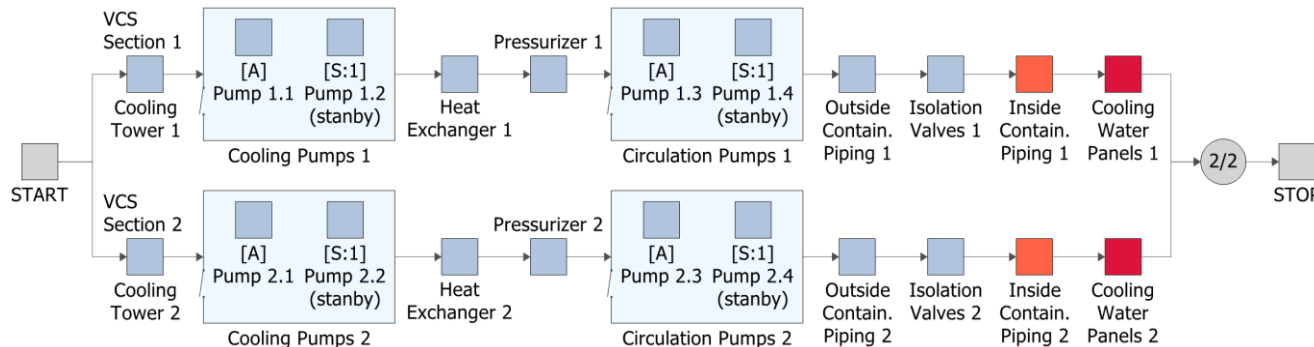 VCS
Section 1
Cooling
Tower 1
[A]
Pump 1.1
[S:1]
Pump 1.2
(stanby)
Cooling Pumps 1
Heat
Exchanger 1
Pressurizer 1
[A]
Pump 1.3
[S:1]
Pump 1.4
(stanby)
Circulation Pumps 1
Outside
Contain.
Piping 1
Isolation
Valves 1
Inside
Contain.
Piping 1
Cooling
Water
Panels 1
START
2/2
STOP
VCS
Section 2
Cooling
Tower 2
[A]
Pump 2.1
[S:1]
Pump 2.2
(stanby)
Cooling Pumps 2
Heat
Exchanger 2
Pressurizer 2
[A]
Pump 2.3
[S:1]
Pump 2.4
(stanby)
Circulation Pumps 2
Outside
Contain.
Piping 2
Isolation
Valves 2
Inside
Contain.
Piping 2
Cooling
Water
Panels 2